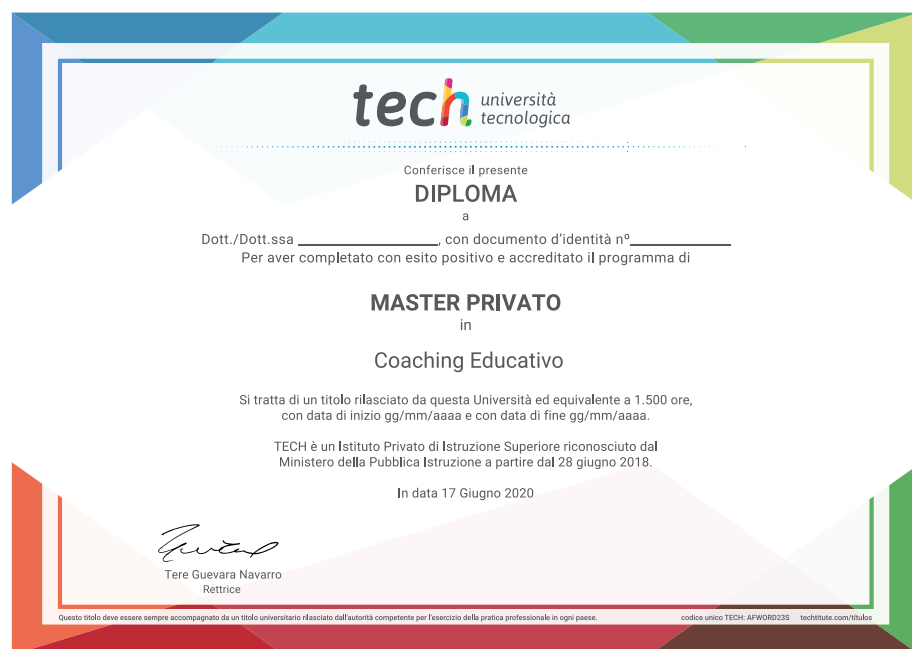 tech università
tecnologica
Conferisce il presente
DIPLOMA
a
Dott./Dott.ssa ____________________, con documento d'identità nº______________
Per aver completato con esito positivo e accreditato il programma di
MASTER PRIVATO
in
Coaching Educativo
Si tratta di un titolo rilasciato da questa Università ed equivalente a 1.500 ore,
con data di inizio gg/mm/aaaa e con data di fine gg/mm/aaaa.
TECH è un Istituto Privato di Istruzione Superiore riconosciuto dal
Ministero della Pubblica Istruzione a partire dal 28 giugno 2018.
In data 17 Giugno 2020
Tere Guevara Navarro
Rettrice
Questo titolo deve essere sempre accompagnato da un titolo universitario rilasciato dall'autorità competente per l'esercizio della pratica professionale in ogni paese. codice unico TECH: AFWORD23S techtitute.com/titulos